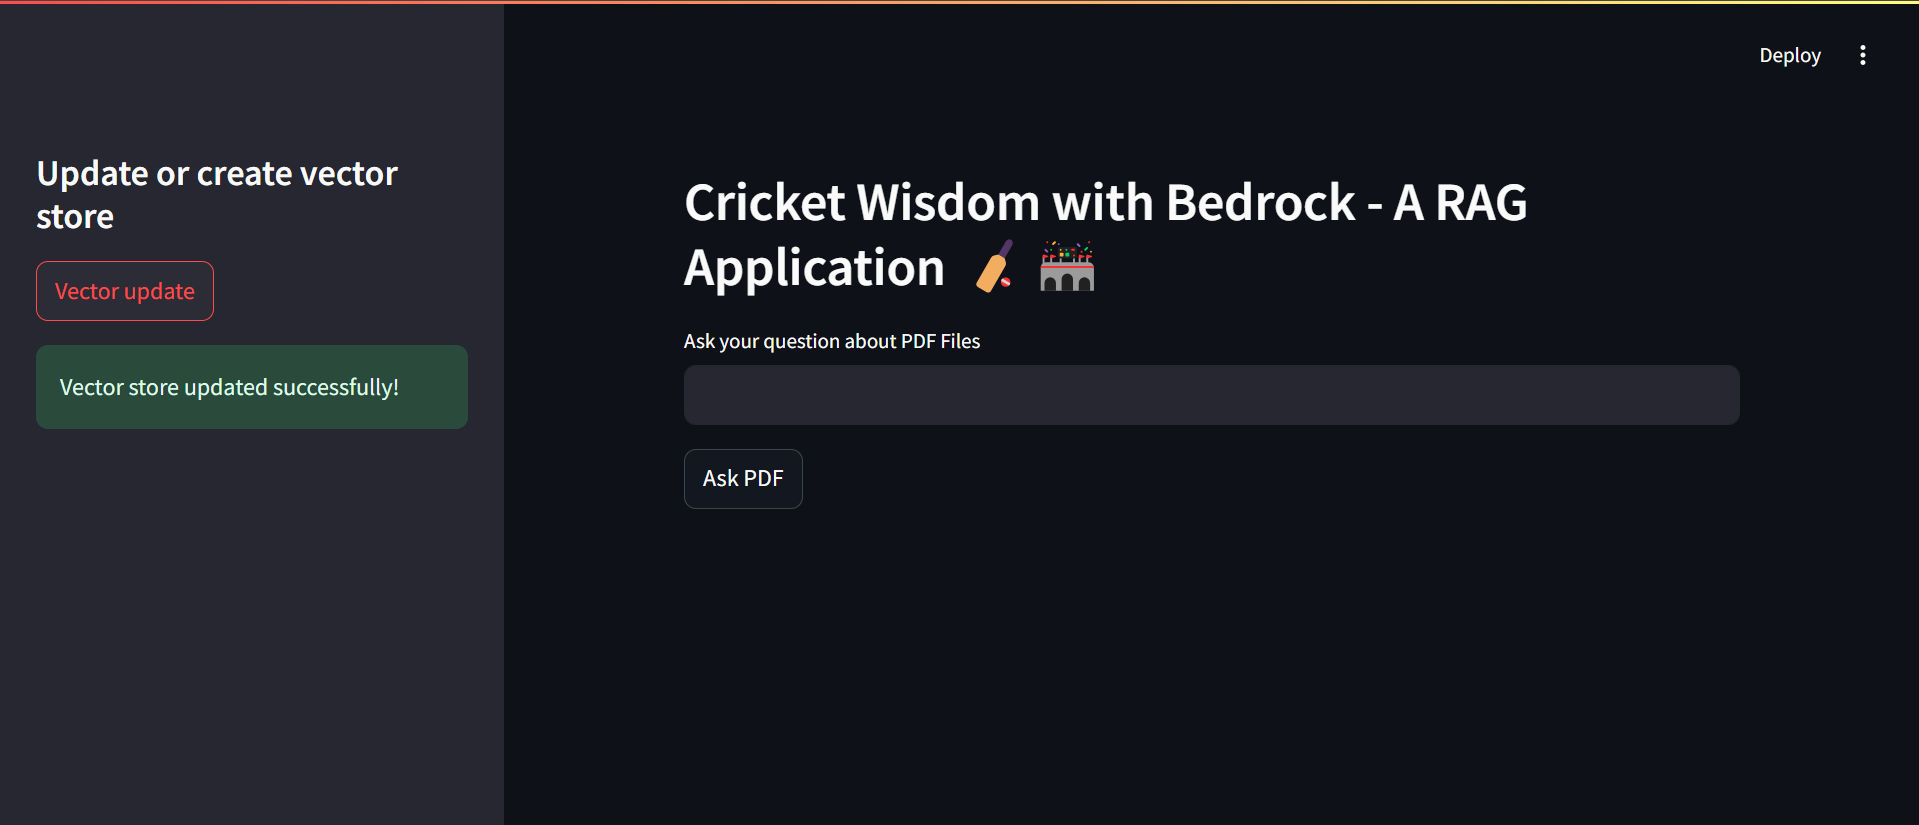 Deploy
Update or create vector
store
Vector update
Vector store updated successfully!
Cricket Wisdom with Bedrock - A RAG
Application 🏏 🏟️
Ask your question about PDF Files
Ask PDF